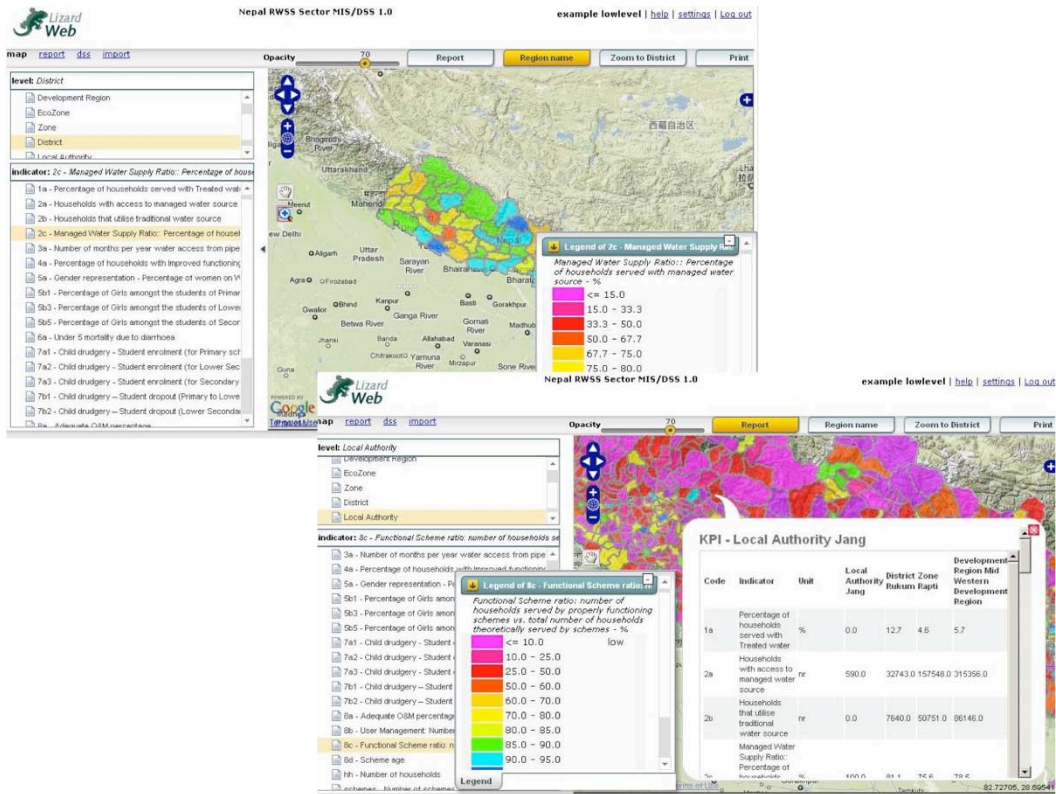 Lizard
Web
Nepal RWSS Sector MIS/DSS 1.0
example lowlevel | help | settings | Log out
map report dss import
Opacity 70 Report Region name Zoom to District Print
level: District
Development Region
EcoZone
Zone
District
Local Authority
indicator: 2c - Managed Water Supply Ratio:: Percentage of house
1a - Percentage of households served with Treated wat
2a - Households with access to managed water source
2b - Households that utilise traditional water source
2c - Managed Water Supply Ratio:: Percentage of househ
3a - Number of months per year water access from pipe
4a - Percentage of households with Improved functioning
5a - Gender representation - Percentage of women on W
5b1 - Percentage of Girls amongst the students of Primar
5b3 - Percentage of Girls amongst the students of Lower
5b5 - Percentage of Girls amongst the students of Secor
6a - Under 5 mortality due to diarrhoea
7a1 - Child drudgery - Student enrolment (for Primary sch
7a2 - Child drudgery - Student enrolment (for Lower Sec
7a3 - Child drudgery - Student enrolment (for Secondary
7b1 - Child drudgery – Student dropout (Primary to Lowe
7b2 - Child drudgery – Student dropout (Lower Seconda
8a - Adequate O&M percentage
西藏自治区
River
Uttarakhand
Meerut
ew Delhi
Aligarh
Uttar
Pradesh
Sarayan
River
Nepal
Agra
Firozabad
Gwalior
Bhind
Kanpur
Basti
Gorakhpur
Ganga River
Betwa River
Gomati
River
Jhansi
Banda
Allahabad
Varanasi
Chitrakoot
Yamuna
River
Mirzapur
Sone River
Guna
POWERED BY
Google
Legend of 2c - Managed Water Supply Rat
Managed Water Supply Ratio:: Percentage
of households served with managed water
source - %
<= 15.0
15.0 - 33.3
33.3 - 50.0
50.0 - 67.7
67.7 - 75.0
75.0 - 80.0
Lizard
Web
Nepal RWSS Sector MIS/DSS 1.0
example lowlevel | help | settings | Log out
map report dss import
Opacity 70 Report Region name Zoom to District Print
level: Local Authority
Development Region
EcoZone
Zone
District
Local Authority
indicator: 8c - Functional Scheme ratio: number of households se
3a - Number of months per year water access from pipe
4a - Percentage of households with Improved functioning
5a - Gender representation - Pe
5b1 - Percentage of Girls amon
5b3 - Percentage of Girls amon
5b5 - Percentage of Girls amon
7a1 - Child drudgery - Student
7a2 - Child drudgery - Student
7a3 - Child drudgery - Student
7b1 - Child drudgery – Student
7b2 - Child drudgery – Student
8a - Adequate O&M percentage
8b - User Management: Number
8c - Functional Scheme ratio: n
8d - Scheme age
hh - Number of households
schemes - Number of schemes
Legend of 8c - Functional Scheme ratio: n
Functional Scheme ratio: number of
households served by properly functioning
schemes vs. total number of households
theoretically served by schemes - %
<= 10.0 low
10.0 - 25.0
25.0 - 50.0
50.0 - 60.0
60.0 - 70.0
70.0 - 80.0
80.0 - 85.0
85.0 - 90.0
90.0 - 95.0
Legend
KPI - Local Authority Jang
Code Indicator Unit Local Authority Jang District Rukum Zone Rapti Development Region Mid Western Development Region
1a Percentage of households served with Treated water % 0.0 12.7 4.6 5.7
2a Households with access to managed water source nr 590.0 32743.0 157548.0 315356.0
2b Households that utilise traditional water source nr 0.0 7640.0 50751.0 86146.0
2c Managed Water Supply Ratio:: Percentage of households % 100.0 81.1 75.6 78.5
82.72705, 28.69541